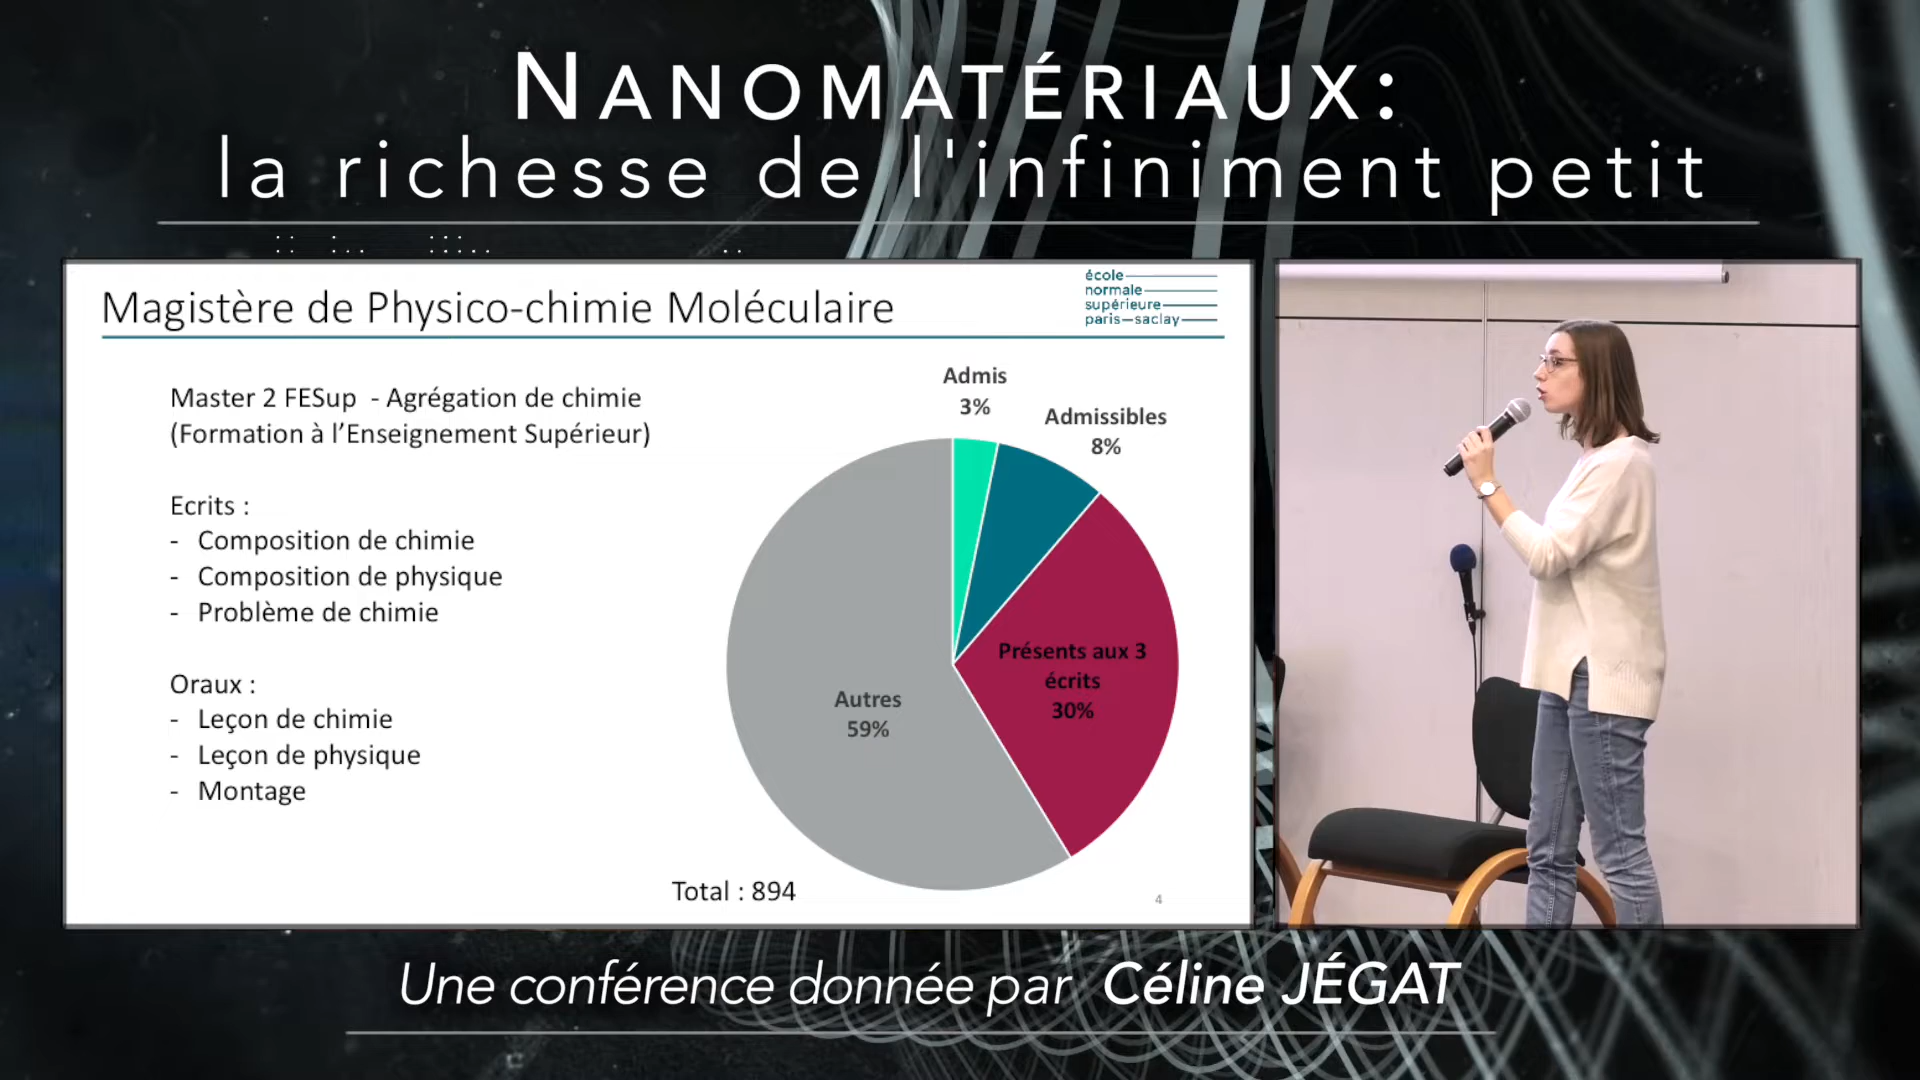 NANOMATÉRIAUX:
la richesse de l'infiniment petit
Magistère de Physico-chimie Moléculaire
école
normale
supérieure
paris—saclay
Master 2 FESup - Agrégation de chimie
(Formation à l'Enseignement Supérieur)
Ecrits :
- Composition de chimie
- Composition de physique
- Problème de chimie
Oraux :
- Leçon de chimie
- Leçon de physique
- Montage
Admis
3%
Admissibles
8%
Présents aux 3
écrits
30%
Autres
59%
Total : 894
4
Une conférence donnée par Céline JÉGAT